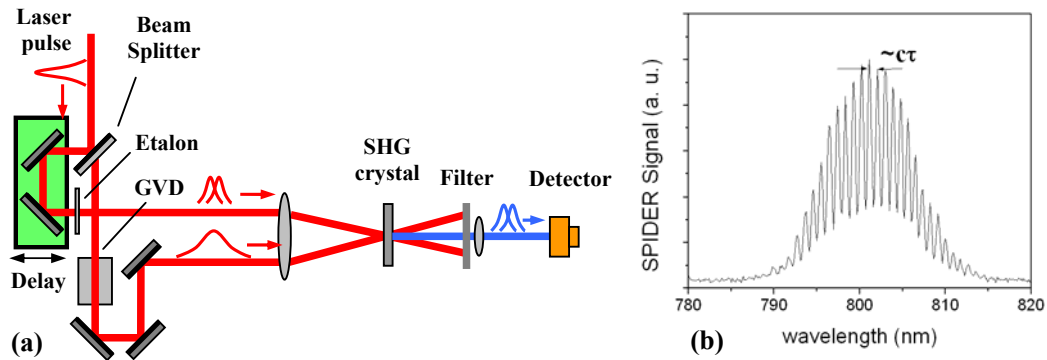 Laser
pulse
Beam
Splitter
Etalon
GVD
SHG
crystal
Filter
Detector
Delay
(a)
~cτ
SPIDER Signal (a. u.)
780
790
800
810
820
wavelength (nm)
(b)